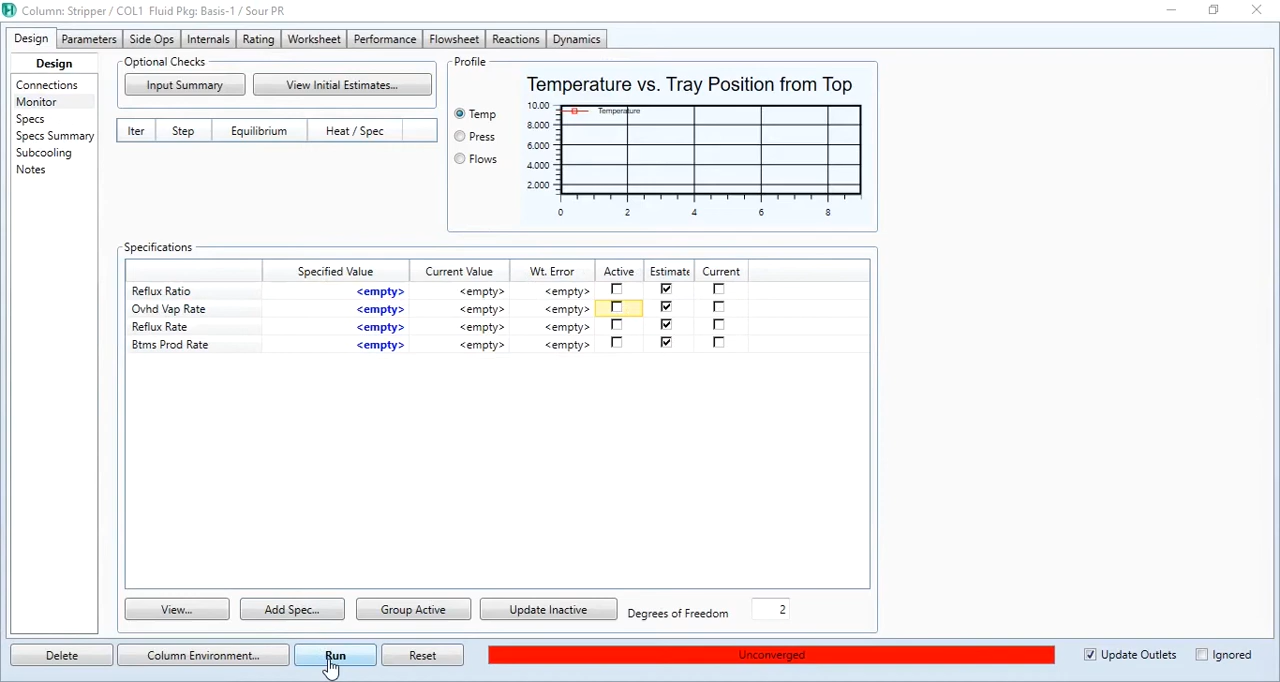 Column: Stripper / COL1 Fluid Pkg: Basis-1 / Sour PR
Design Parameters Side Ops Internals Rating Worksheet Performance Flowsheet Reactions Dynamics
Design
Connections
Monitor
Specs
Specs Summary
Subcooling
Notes
Optional Checks
Input Summary View Initial Estimates...
Iter Step Equilibrium Heat / Spec
Profile
Temp
Press
Flows
Temperature vs. Tray Position from Top
Temperature
10.00
8.000
6.000
4.000
2.000
0 2 4 6 8
Specifications
Specified Value Current Value Wt. Error Active Estimate Current
Reflux Ratio <empty> <empty> <empty>
Ovhd Vap Rate <empty> <empty> <empty>
Reflux Rate <empty> <empty> <empty>
Btms Prod Rate <empty> <empty> <empty>
View... Add Spec... Group Active Update Inactive Degrees of Freedom 2
Delete Column Environment... Run Reset Unconverged Update Outlets Ignored